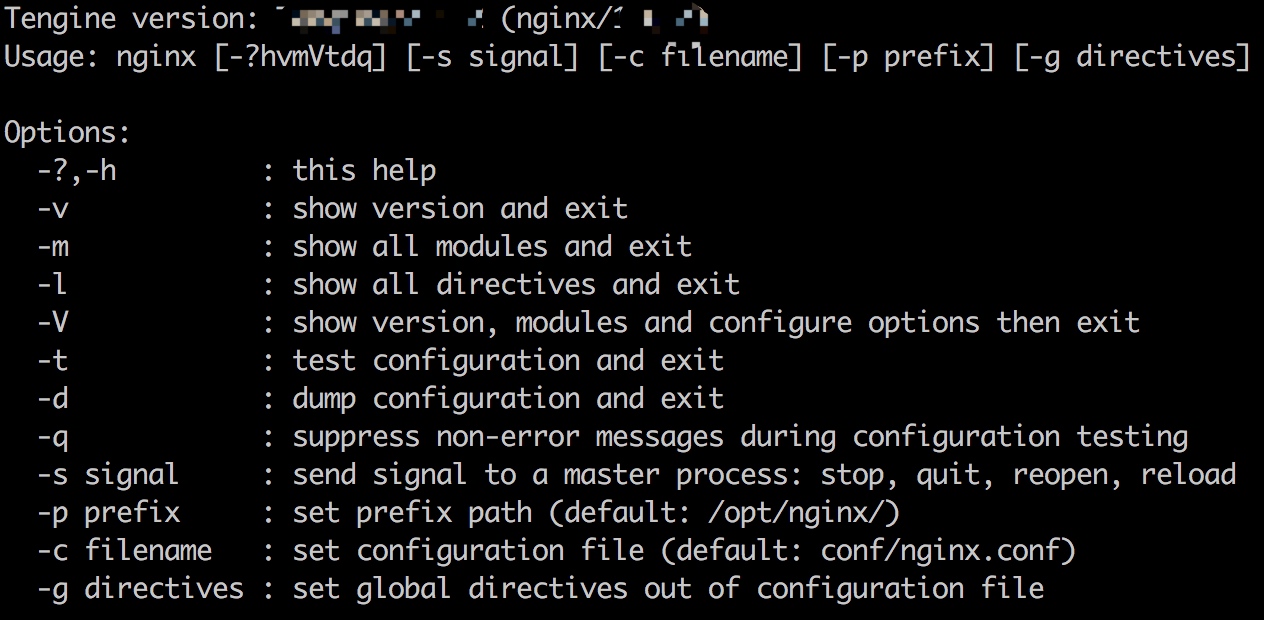 Tengine version: (nginx/
Usage: nginx [-?hvmVtdq] [-s signal] [-c filename] [-p prefix] [-g directives]
Options:
-?,-h : this help
-v : show version and exit
-m : show all modules and exit
-l : show all directives and exit
-V : show version, modules and configure options then exit
-t : test configuration and exit
-d : dump configuration and exit
-q : suppress non-error messages during configuration testing
-s signal : send signal to a master process: stop, quit, reopen, reload
-p prefix : set prefix path (default: /opt/nginx/)
-c filename : set configuration file (default: conf/nginx.conf)
-g directives : set global directives out of configuration file